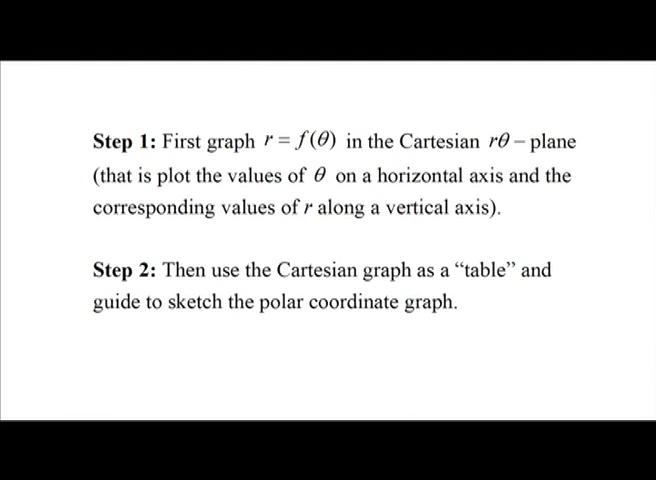 Step 1: First graph r = f(θ) in the Cartesian rθ – plane
(that is plot the values of θ on a horizontal axis and the
corresponding values of r along a vertical axis).
Step 2: Then use the Cartesian graph as a “table” and
guide to sketch the polar coordinate graph.